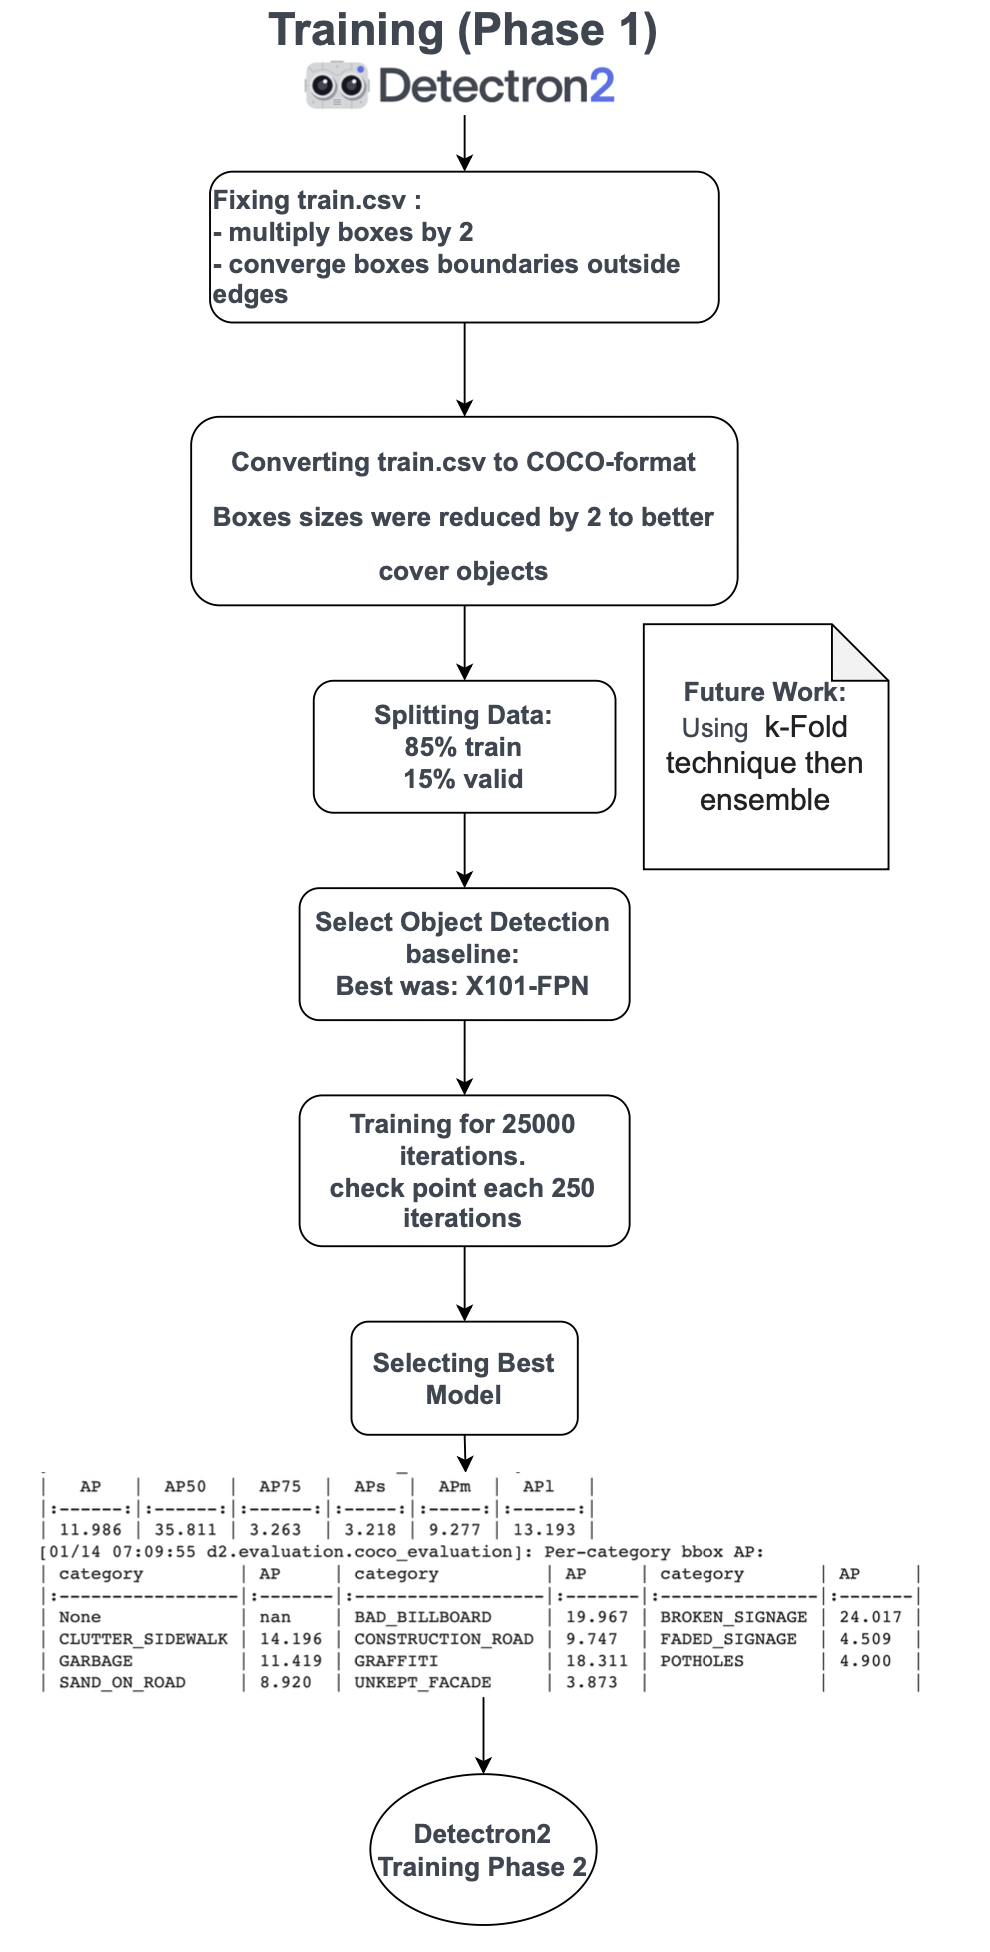 Training (Phase 1)
Detectron2
Fixing train.csv :
- multiply boxes by 2
- converge boxes boundaries outside
edges
Converting train.csv to COCO-format
Boxes sizes were reduced by 2 to better
cover objects
Splitting Data:
85% train
15% valid
Future Work:
Using k-Fold
technique then
ensemble
Select Object Detection
baseline:
Best was: X101-FPN
Training for 25000
iterations.
check point each 250
iterations
Selecting Best
Model
| AP | AP50 | AP75 | APs | APm | APl |
|:------:|:------:|:------:|:-----:|:-----:|:------:|
| 11.986 | 35.811 | 3.263 | 3.218 | 9.277 | 13.193 |
[01/14 07:09:55 d2.evaluation.coco_evaluation]: Per-category bbox AP:
| category | AP | category | AP | category | AP |
|:-----------------|:-------|:------------------|:-------|:---------------|:-------|
| None | nan | BAD_BILLBOARD | 19.967 | BROKEN_SIGNAGE | 24.017 |
| CLUTTER_SIDEWALK | 14.196 | CONSTRUCTION_ROAD | 9.747 | FADED_SIGNAGE | 4.509 |
| GARBAGE | 11.419 | GRAFFITI | 18.311 | POTHOLES | 4.900 |
| SAND_ON_ROAD | 8.920 | UNKEPT_FACADE | 3.873 | | |
Detectron2
Training Phase 2